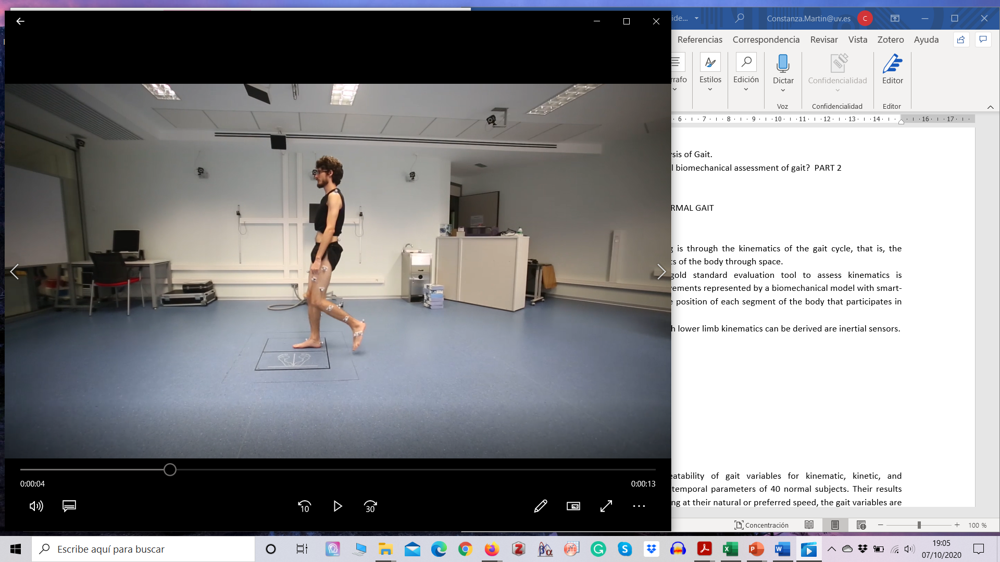 ide...
Constanza.Martin@uv.es
C
Referencias Correspondencia Revisar Vista Zotero Ayuda
rrafo
Estilos
Edición
Dictar
Confidencialidad
Editor
Voz
Confidencialidad
Editor
6 7 8 9 10 11 12 13 14 16 17
ysis of Gait.
l biomechanical assessment of gait? PART 2
RMAL GAIT
g is through the kinematics of the gait cycle, that is, the
ts of the body through space.
gold standard evaluation tool to assess kinematics is
vements represented by a biomechanical model with smart-
e position of each segment of the body that participates in
h lower limb kinematics can be derived are inertial sensors.
eatability of gait variables for kinematic, kinetic, and
temporal parameters of 40 normal subjects. Their results
ng at their natural or preferred speed, the gait variables are
0:00:04
0:00:13
10
30
Concentración
100 %
Escribe aquí para buscar
19:05
07/10/2020